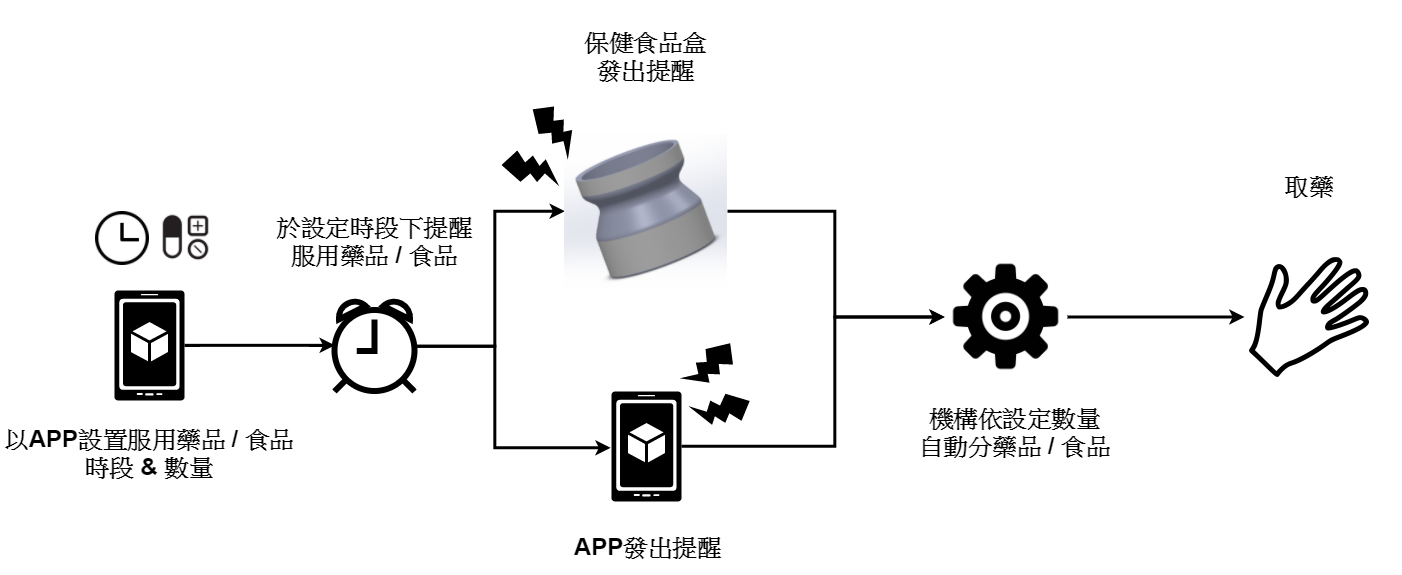 保健食品盒
發出提醒
取藥
於設定時段下提醒
服用藥品 / 食品
以APP設置服用藥品 / 食品
時段 & 數量
機構依設定數量
自動分藥品 / 食品
APP發出提醒